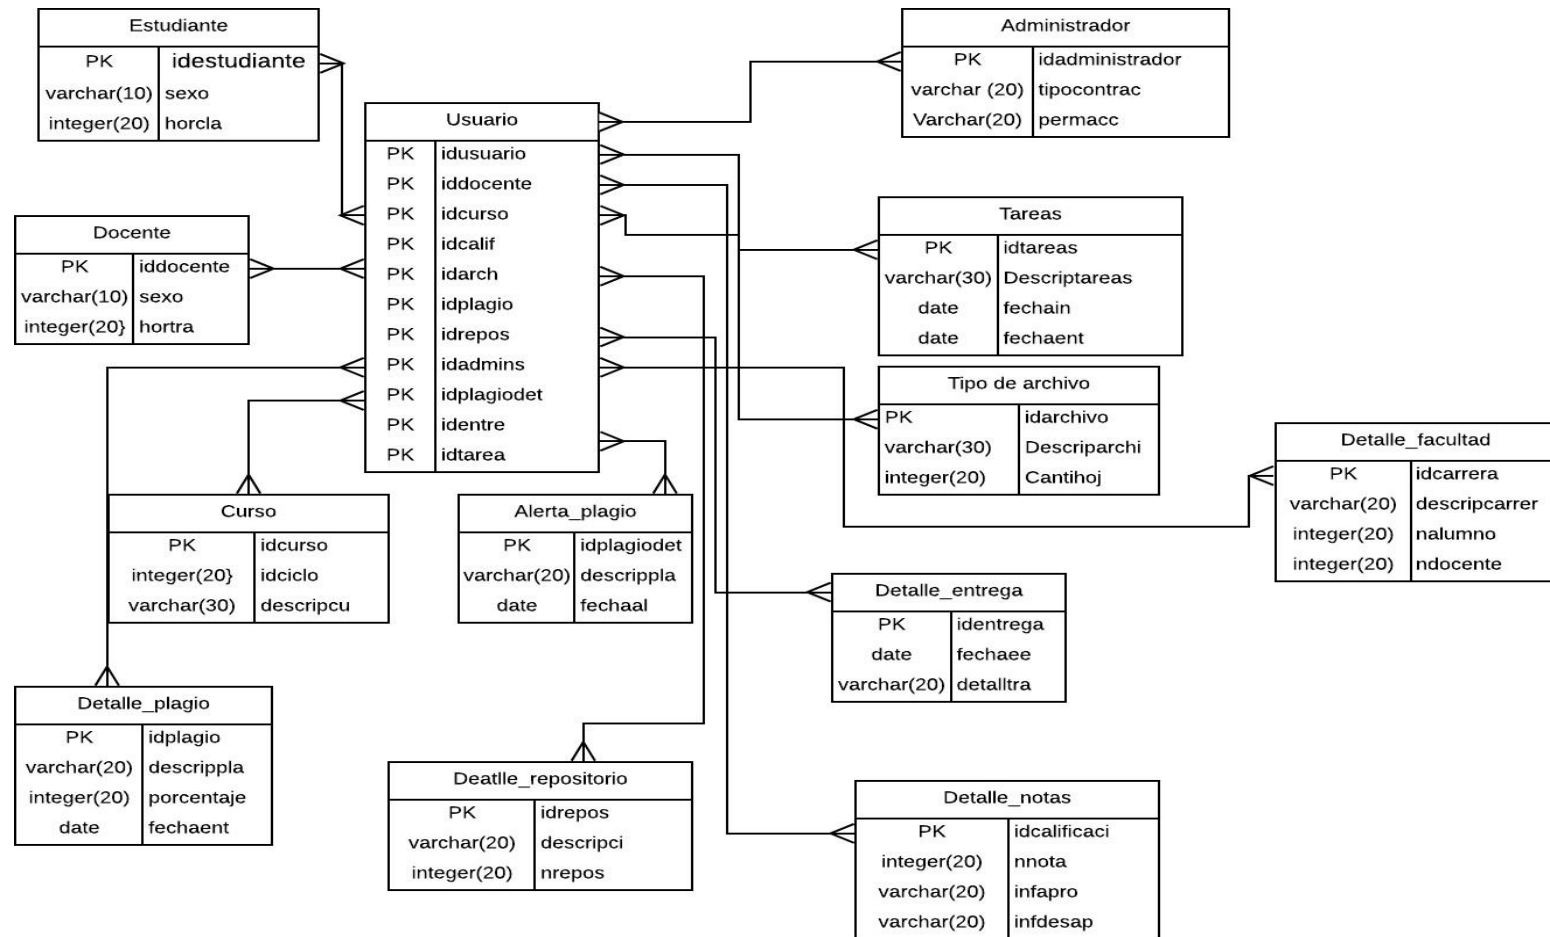 Estudiante
PK idestudiante
varchar(10) sexo
integer(20) horcla
Administrador
PK idadministrador
varchar (20) tipocontrac
Varchar(20) permacc
Usuario
PK idusuario
PK iddocente
PK idcurso
PK idcalif
PK idarch
PK idplagio
PK idrepos
PK idadmins
PK idplagiodet
PK identre
PK idtarea
Docente
PK iddocente
varchar(10) sexo
integer(20} hortra
Tareas
PK idtareas
varchar(30) Descriptareas
date fechain
date fechaent
Tipo de archivo
PK idarchivo
varchar(30) Descriparchi
integer(20) Cantihoj
Detalle_facultad
PK idcarrera
varchar(20) descripcarrer
integer(20) nalumno
integer(20) ndocente
Curso
PK idcurso
integer(20} idciclo
varchar(30) descripcu
Alerta_plagio
PK idplagiodet
varchar(20) descrippla
date fechaal
Detalle_entrega
PK identrega
date fechaee
varchar(20) detalltra
Detalle_plagio
PK idplagio
varchar(20) descrippla
integer(20) porcentaje
date fechaent
Deatlle_repositorio
PK idrepos
varchar(20) descripci
integer(20) nrepos
Detalle_notas
PK idcalificaci
integer(20) nnota
varchar(20) infapro
varchar(20) infdesap